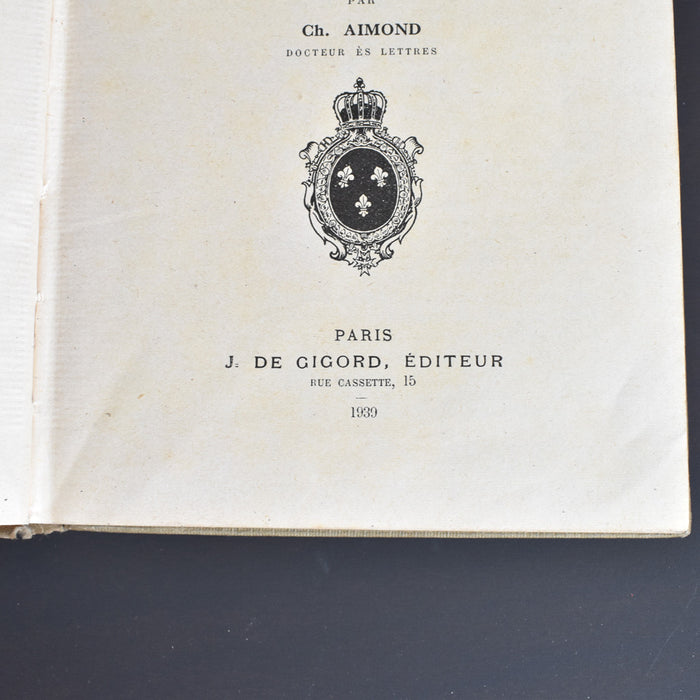 PAR
Ch. AIMOND
DOCTEUR ÈS LETTRES
PARIS
J. DE GIGORD, ÉDITEUR
RUE CASSETTE, 15
1939